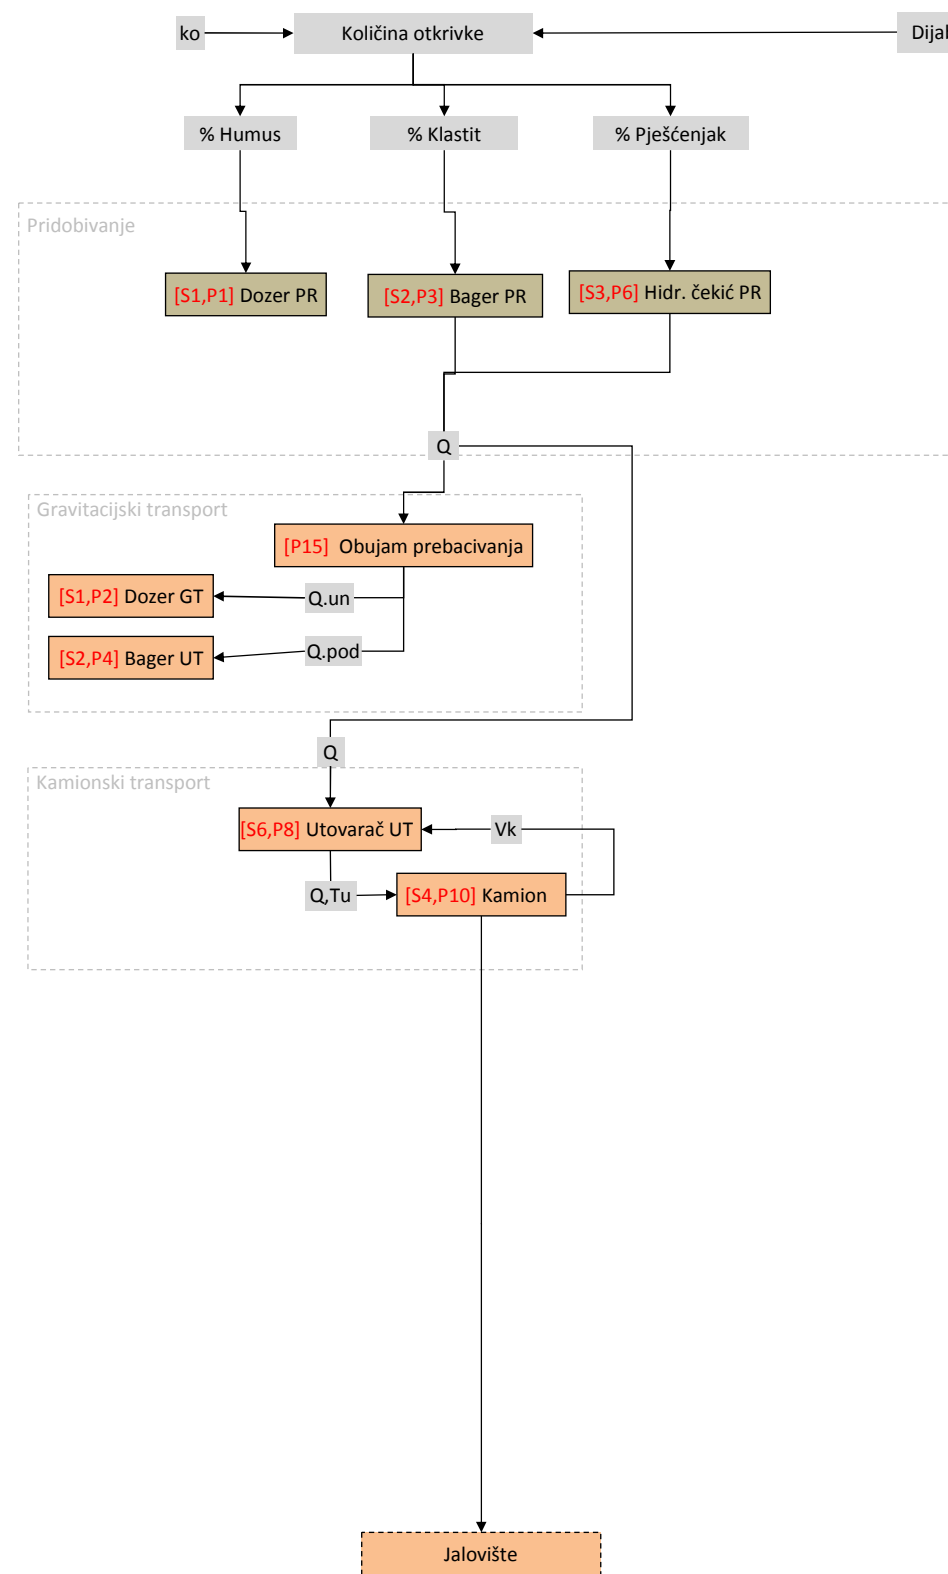 ko
Količina otkrivke
Dijal
% Humus
% Klastit
% Pješćenjak
Pridobivanje
[S1,P1] Dozer PR
[S2,P3] Bager PR
[S3,P6] Hidr. čekić PR
Q
Gravitacijski transport
[P15] Obujam prebacivanja
[S1,P2] Dozer GT
Q.un
[S2,P4] Bager UT
Q.pod
Q
Kamionski transport
[S6,P8] Utovarač UT
Vk
Q,Tu
[S4,P10] Kamion
Jalovište